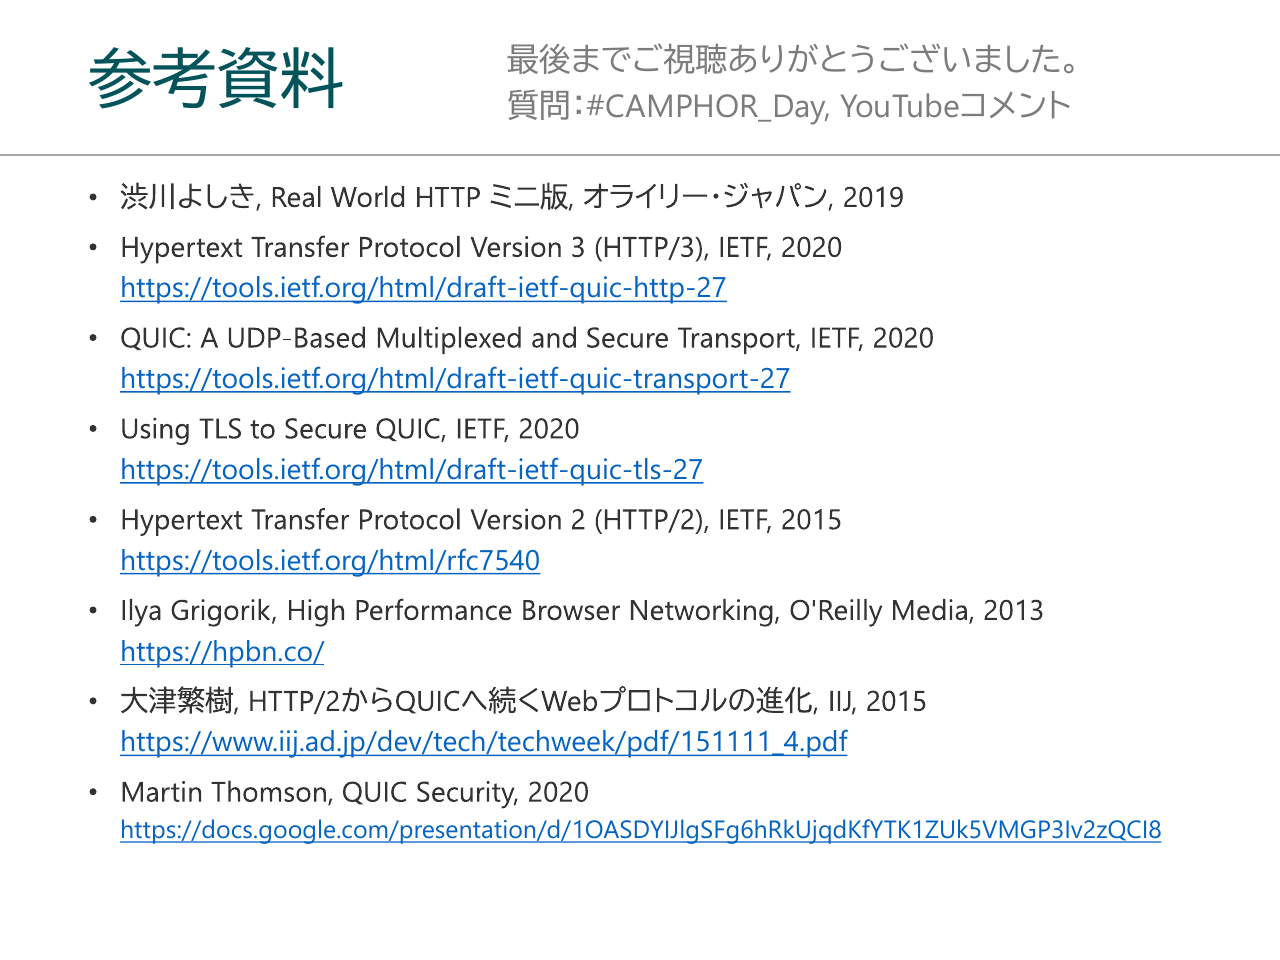 参考資料
最後までご視聴ありがとうございました。
質問：#CAMPHOR_Day, YouTubeコメント
• 渋川よしき, Real World HTTP ミニ版, オライリー・ジャパン, 2019
• Hypertext Transfer Protocol Version 3 (HTTP/3), IETF, 2020
https://tools.ietf.org/html/draft-ietf-quic-http-27
• QUIC: A UDP-Based Multiplexed and Secure Transport, IETF, 2020
https://tools.ietf.org/html/draft-ietf-quic-transport-27
• Using TLS to Secure QUIC, IETF, 2020
https://tools.ietf.org/html/draft-ietf-quic-tls-27
• Hypertext Transfer Protocol Version 2 (HTTP/2), IETF, 2015
https://tools.ietf.org/html/rfc7540
• Ilya Grigorik, High Performance Browser Networking, O'Reilly Media, 2013
https://hpbn.co/
• 大津繁樹, HTTP/2からQUICへ続くWebプロトコルの進化, IIJ, 2015
https://www.iij.ad.jp/dev/tech/techweek/pdf/151111_4.pdf
• Martin Thomson, QUIC Security, 2020
https://docs.google.com/presentation/d/1OASDYIJlgSFg6hRkUjqdKfYTK1ZUk5VMGP3Iv2zQCI8